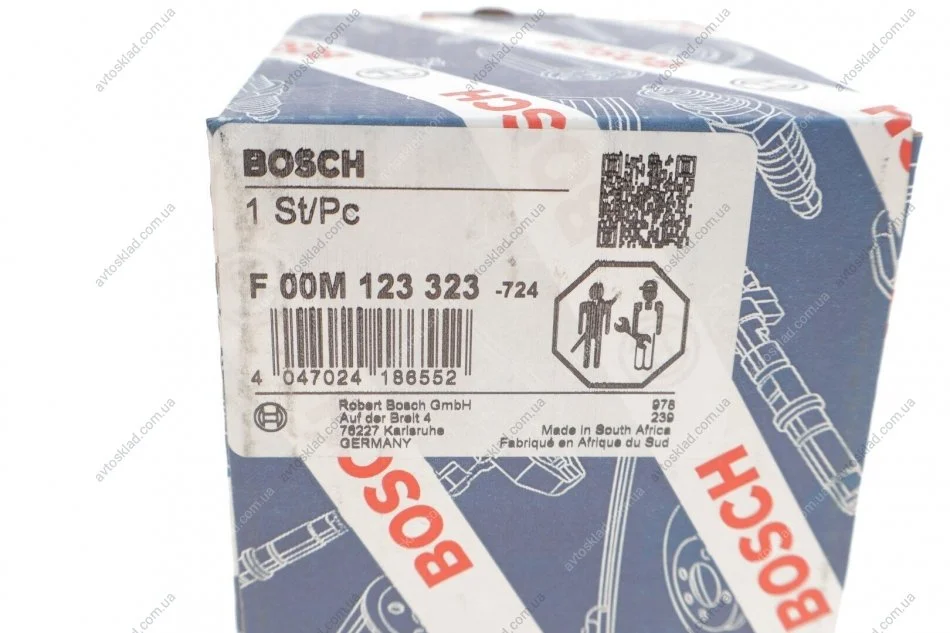 BOSCH
1 St/Pc
F 00M 123 323 -724
4 047024 186552
Robert Bosch GmbH
Auf der Breit 4
76227 Karlsruhe
GERMANY
978
239
Made in South Africa
Fabriqué en Afrique du Sud
BOSCH
BOSCH
BOSCH
BOSCH
avtosklad.com.ua